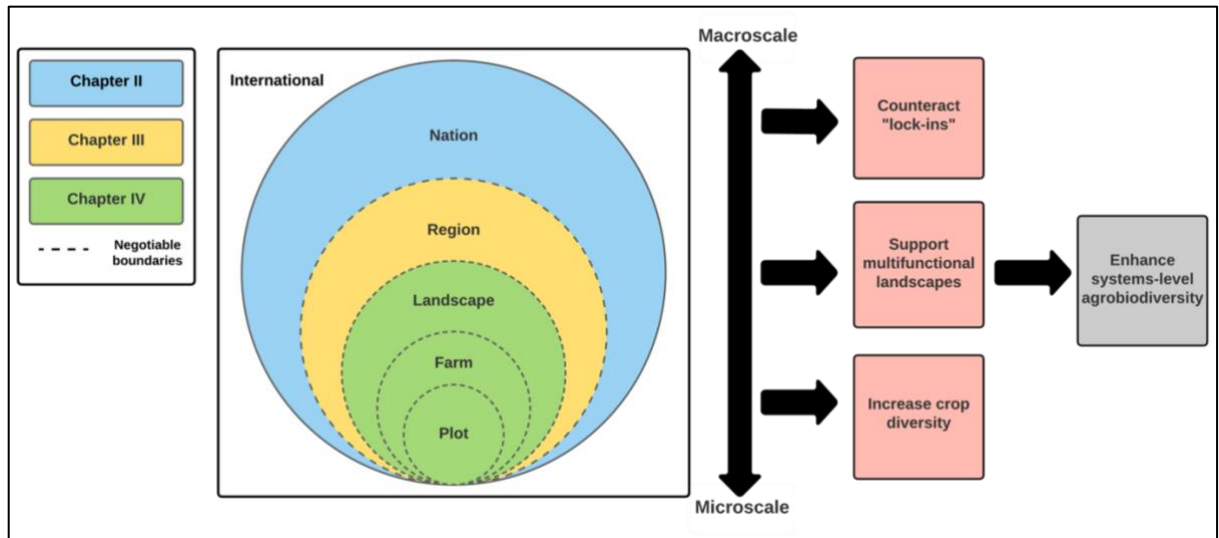 Chapter II
Chapter III
Chapter IV
Negotiable
boundaries
International
Nation
Region
Landscape
Farm
Plot
Macroscale
Microscale
Counteract
"lock-ins"
Support
multifunctional
landscapes
Increase crop
diversity
Enhance
systems-level
agrobiodiversity